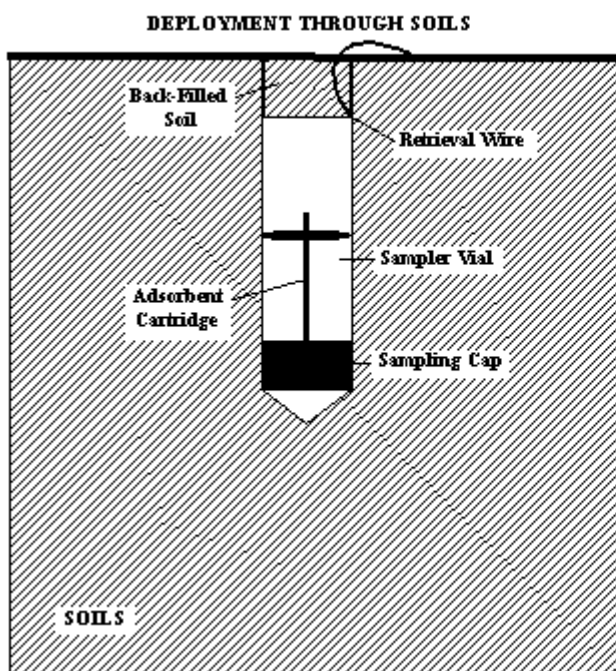 DEPLOYMENT THROUGH SOILS
Back-Filled
Soil
Retrieval Wire
Sampler Vial
Adsorbent
Cartridge
Sampling Cap
SOILS